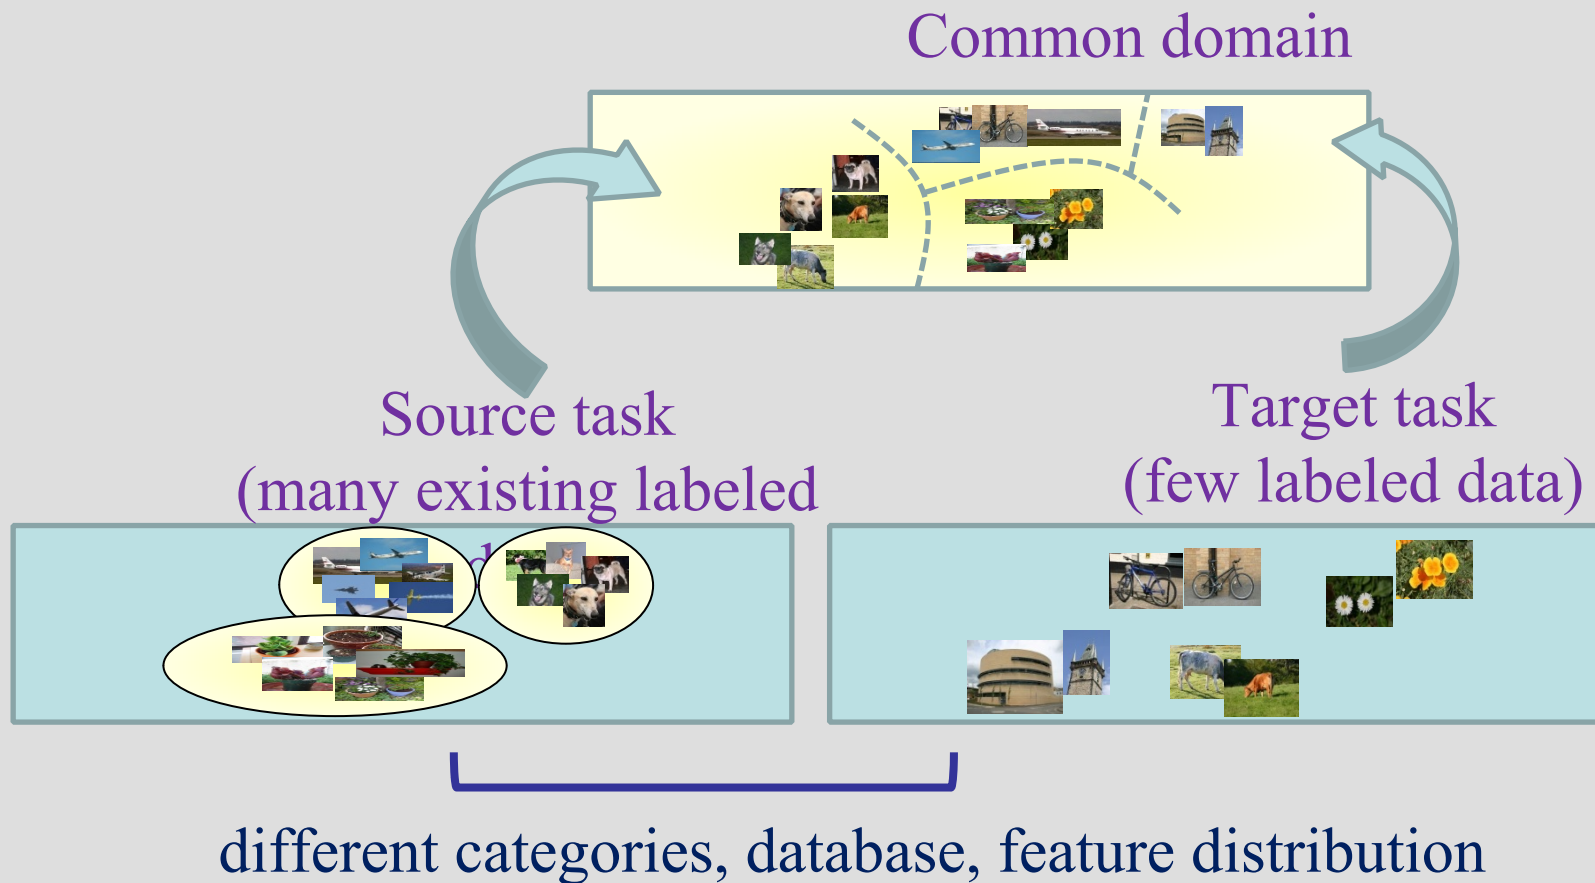 Common domain
Source task
(many existing labeled
Target task
(few labeled data)
different categories, database, feature distribution